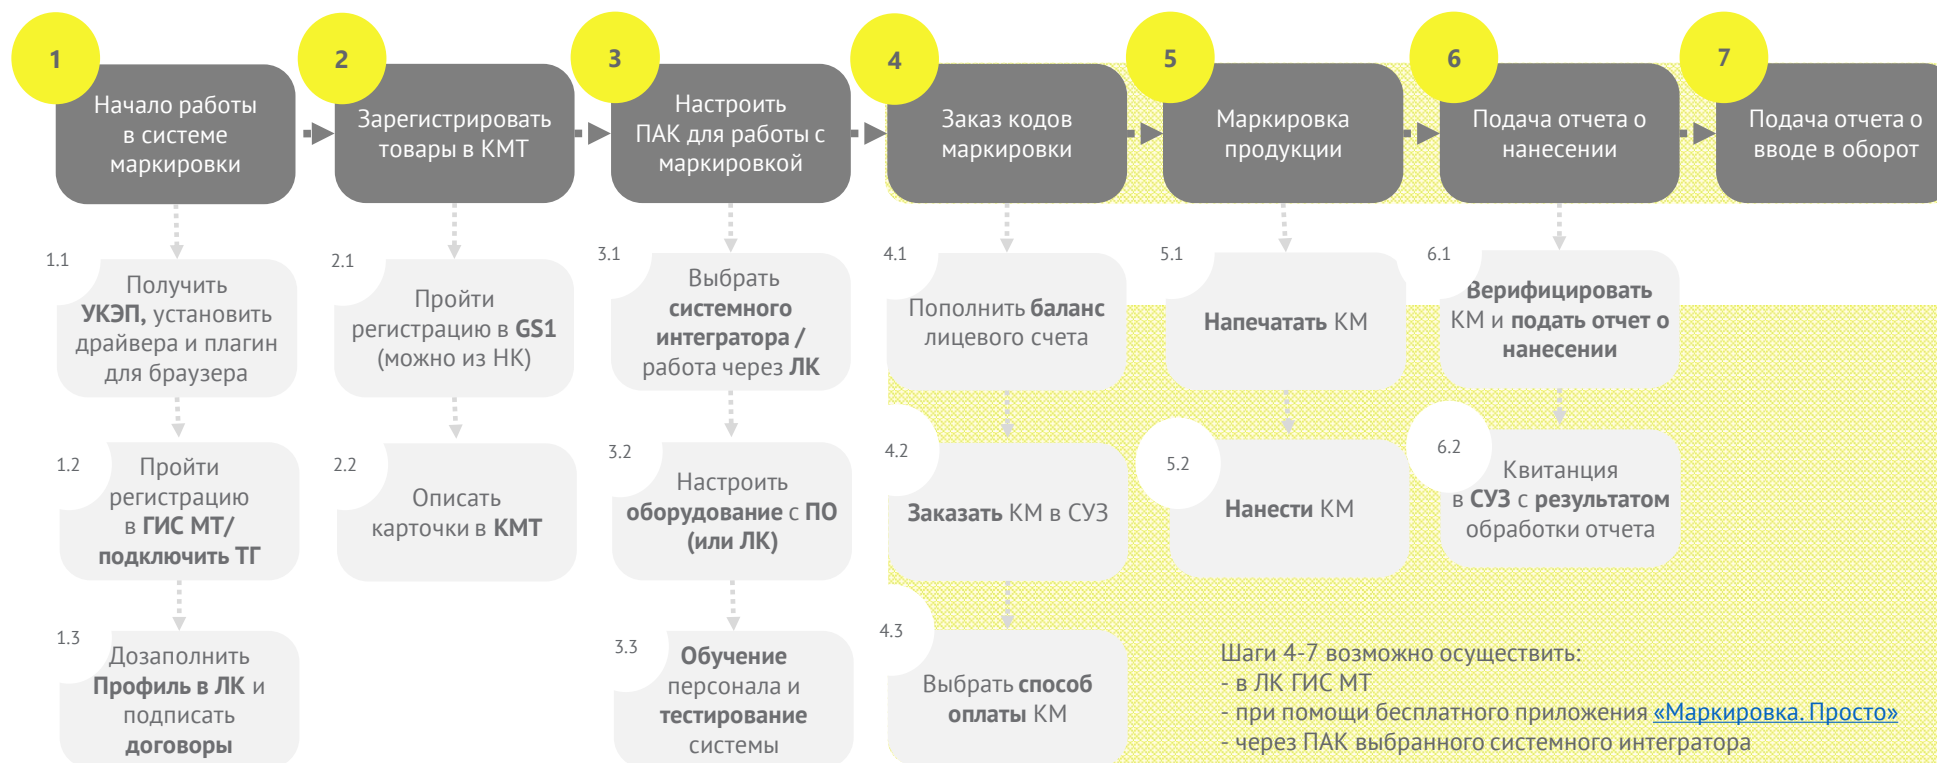 1
Начало работы
в системе
маркировки
2
Зарегистрировать
товары в КМТ
3
Настроить
ПАК для работы с
маркировкой
4
Заказ кодов
маркировки
5
Маркировка
продукции
6
Подача отчета о
нанесении
7
Подача отчета о
вводе в оборот
1.1
Получить
УКЭП, установить
драйвера и плагин
для браузера
1.2
Пройти
регистрацию
в ГИС МТ/
подключить ТГ
1.3
Дозаполнить
Профиль в ЛК и
подписать
договоры
2.1
Пройти
регистрацию в GS1
(можно из НК)
2.2
Описать
карточки в КМТ
3.1
Выбрать
системного
интегратора /
работа через ЛК
3.2
Настроить
оборудование с ПО
(или ЛК)
3.3
Обучение
персонала и
тестирование
системы
4.1
Пополнить баланс
лицевого счета
4.2
Заказать КМ в СУЗ
4.3
Выбрать способ
оплаты КМ
5.1
Напечатать КМ
5.2
Нанести КМ
6.1
Верифицировать
КМ и подать отчет о
нанесении
6.2
Квитанция
в СУЗ с результатом
обработки отчета
Шаги 4-7 возможно осуществить:
- в ЛК ГИС МТ
- при помощи бесплатного приложения «Маркировка. Просто»
- через ПАК выбранного системного интегратора